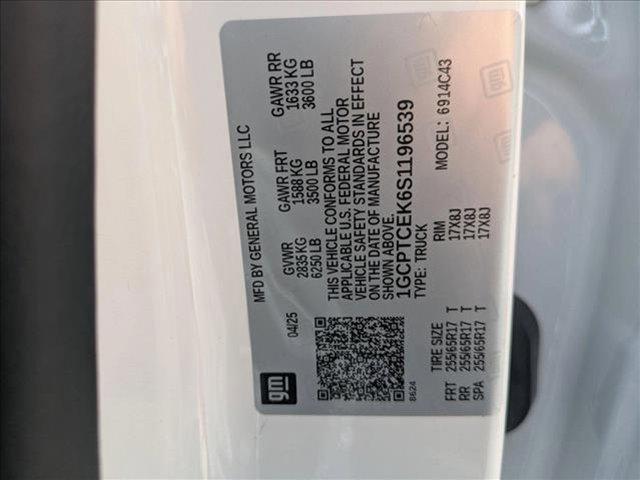 gm
MFD BY GENERAL MOTORS LLC
04/25
GVWR GAWR FRT GAWR RR
2835 KG 1588 KG 1633 KG
6250 LB 3500 LB 3600 LB
THIS VEHICLE CONFORMS TO ALL
APPLICABLE U.S. FEDERAL MOTOR
VEHICLE SAFETY STANDARDS IN EFFECT
ON THE DATE OF MANUFACTURE
SHOWN ABOVE.
1GCPTCEK6S1196539
TYPE: TRUCK MODEL: 6914C43
8624
TIRE SIZE RIM
FRT 255/65R17 T 17X8J
RR 255/65R17 T 17X8J
SPA 255/65R17 T 17X8J